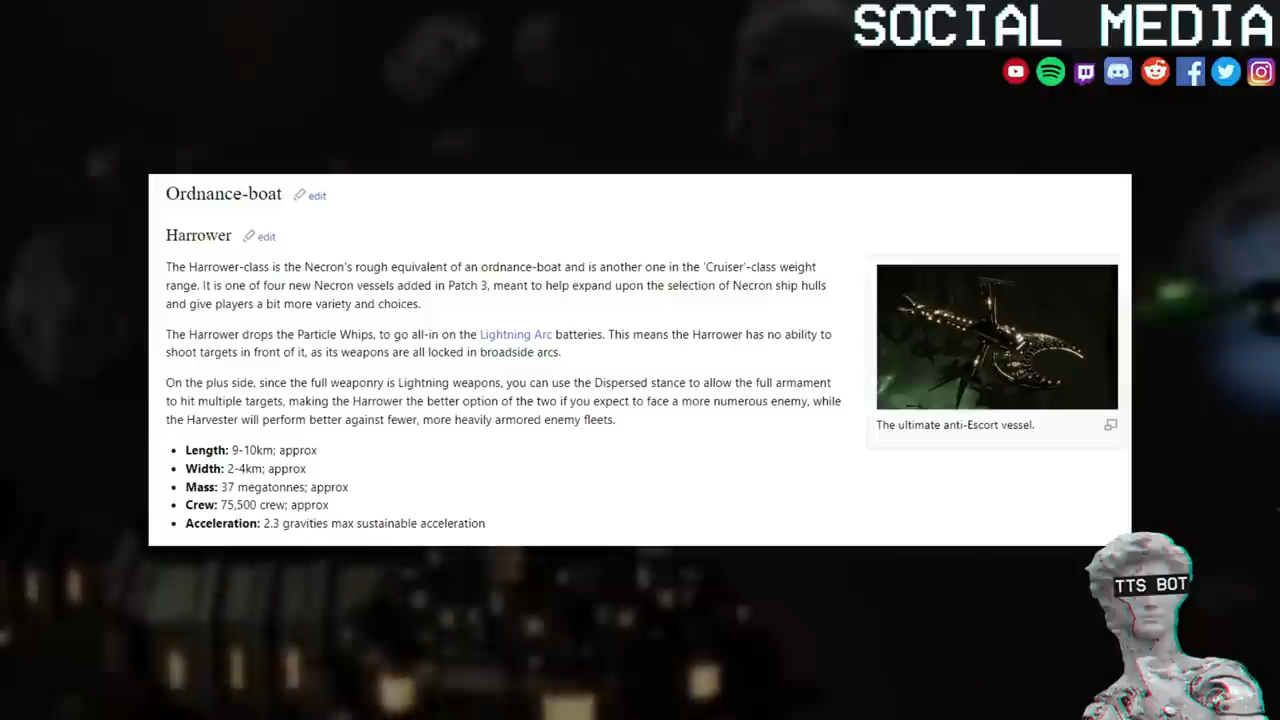 SOCIAL MEDIA
Ordnance-boat edit
Harrower edit
The Harrower-class is the Necron's rough equivalent of an ordnance-boat and is another one in the 'Cruiser'-class weight
range. It is one of four new Necron vessels added in Patch 3, meant to help expand upon the selection of Necron ship hulls
and give players a bit more variety and choices.
The Harrower drops the Particle Whips, to go all-in on the Lightning Arc batteries. This means the Harrower has no ability to
shoot targets in front of it, as its weapons are all locked in broadside arcs.
On the plus side, since the full weaponry is Lightning weapons, you can use the Dispersed stance to allow the full armament
to hit multiple targets, making the Harrower the better option of the two if you expect to face a more numerous enemy, while
the Harvester will perform better against fewer, more heavily armored enemy fleets.
• Length: 9-10km; approx
• Width: 2-4km; approx
• Mass: 37 megatonnes; approx
• Crew: 75,500 crew; approx
• Acceleration: 2.3 gravities max sustainable acceleration
The ultimate anti-Escort vessel.
TTS BOT